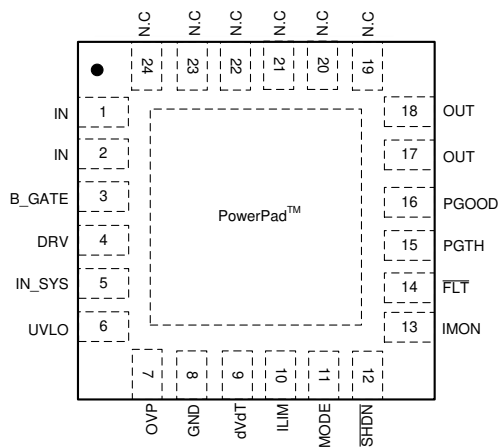 N.C N.C N.C N.C N.C N.C
24 23 22 21 20 19
IN 1
IN 2
B_GATE 3
DRV 4
IN_SYS 5
UVLO 6
PowerPad™
18 OUT
17 OUT
16 PGOOD
15 PGTH
14 FLT
13 IMON
7 8 9 10 11 12
OVP GND dVdT ILIM MODE SHDN